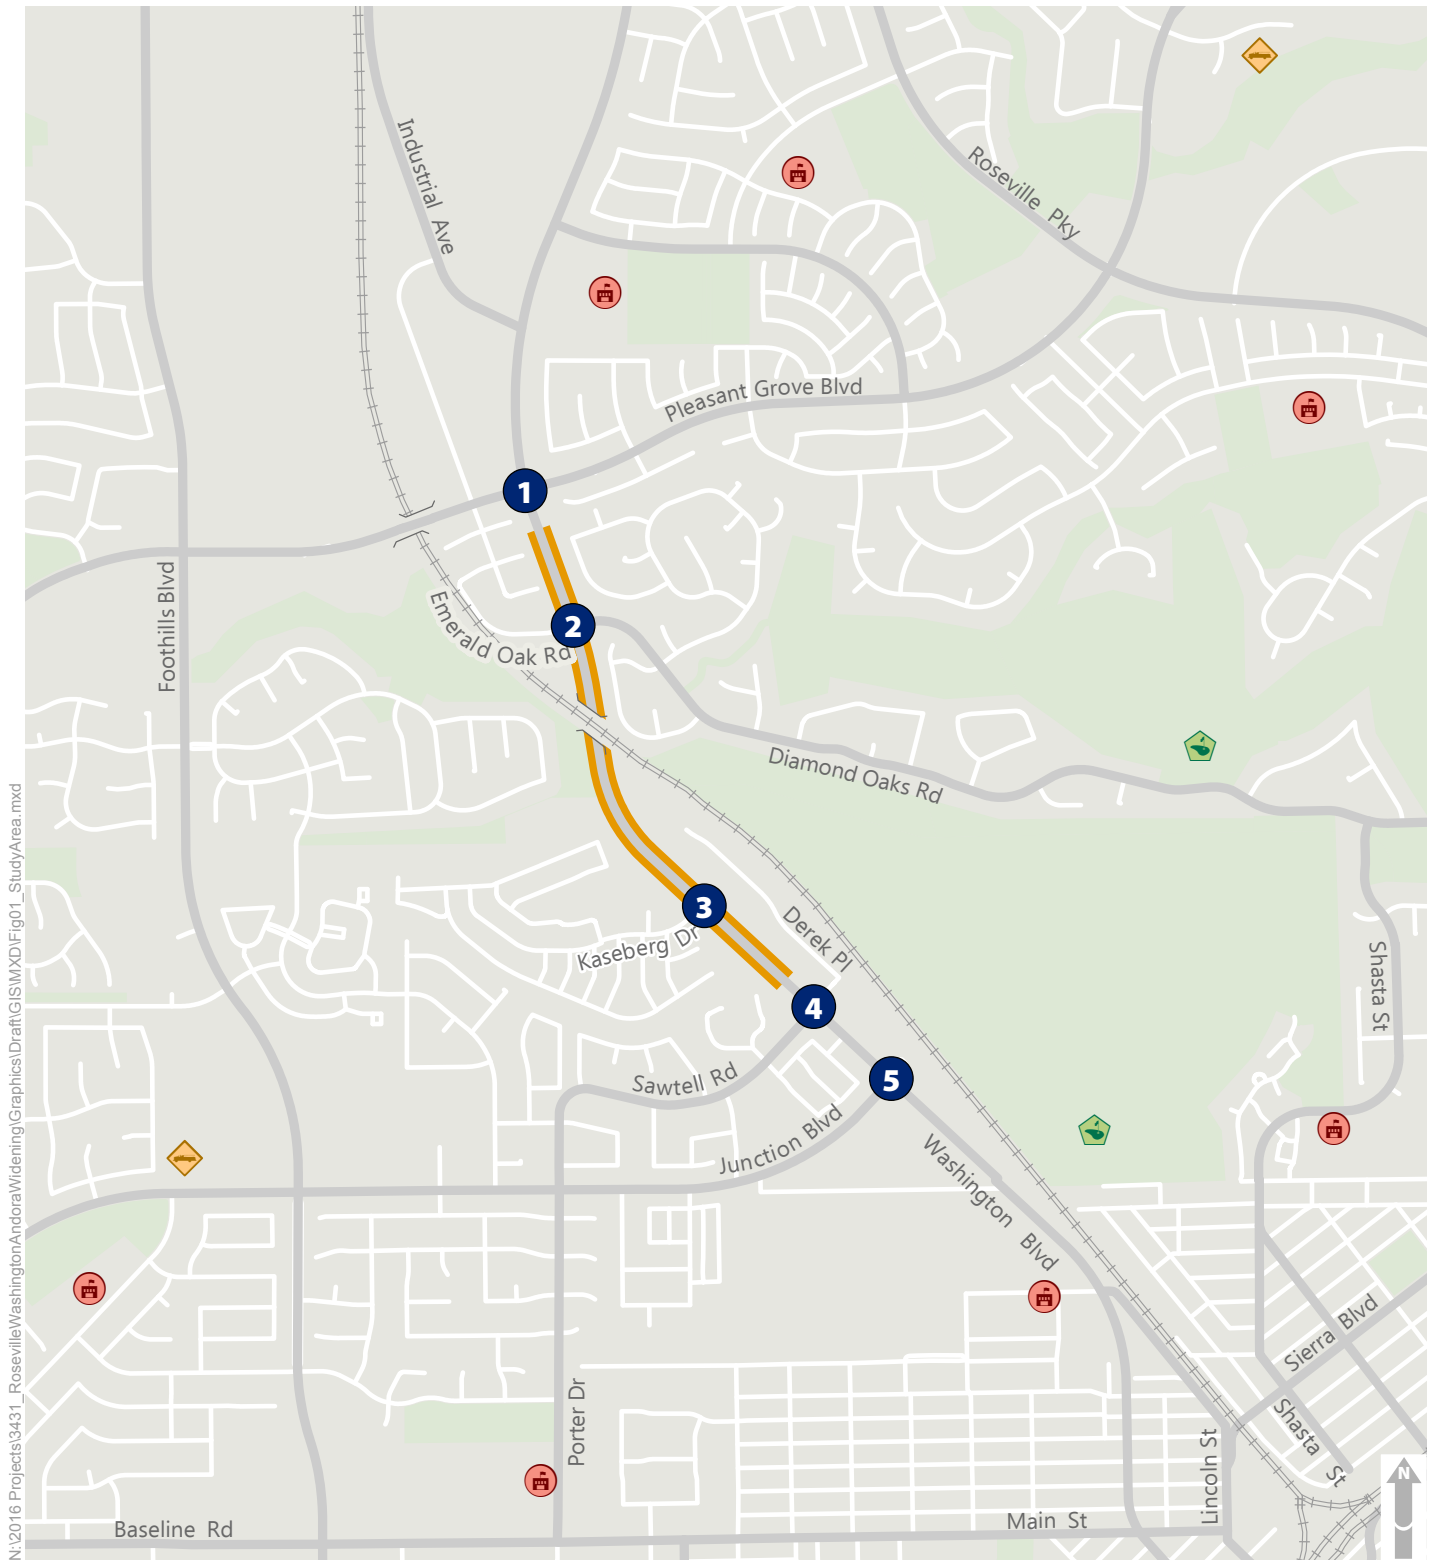 Industrial Ave
Roseville Pky
Pleasant Grove Blvd
1
Foothills Blvd
2
Emerald Oak Rd
Diamond Oaks Rd
3
Kaseberg Dr
Derek Pl
Shasta St
4
5
Sawtell Rd
Junction Blvd
Washington Blvd
Sierra Blvd
Porter Dr
Shasta St
Lincoln St
N
Main St
Baseline Rd
N:\2016 Projects\3431_RosevilleWashingtonAndoraWidening\Graphics\Draft\GIS\MXD\Fig01_StudyArea.mxd